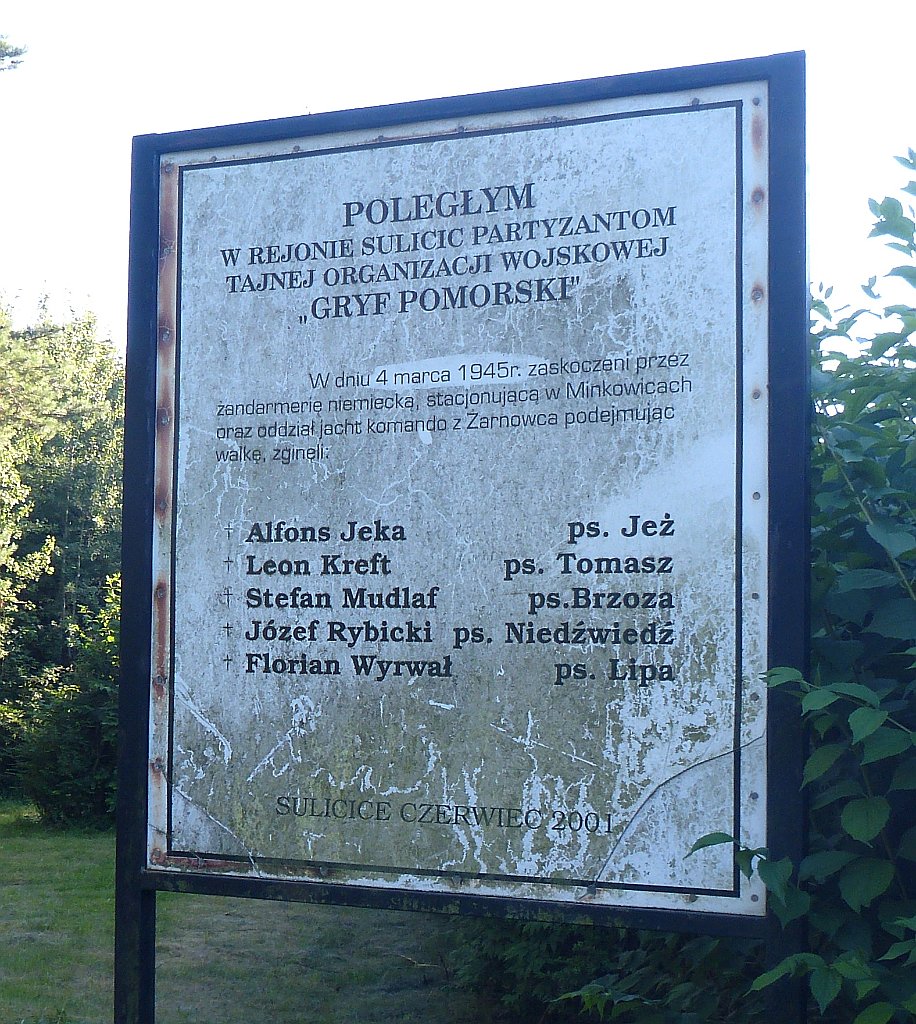 POLEGŁYM
W REJONIE SULICIC PARTYZANTOM
TAJNEJ ORGANIZACJI WOJSKOWEJ
„GRYF POMORSKI"
W dniu 4 marca 1945r. zaskoczeni przez
żandarmerię niemiecką, stacjonującą w Minkowicach
oraz oddział jacht komando z Żarnowca podejmując
walkę, zginęli:
† Alfons Jeka ps. Jeż
† Leon Kreft ps. Tomasz
† Stefan Mudlaf ps.Brzoza
† Józef Rybicki ps. Niedźwiedź
† Florian Wyrwał ps. Lipa
SULICICE CZERWIEC 2001